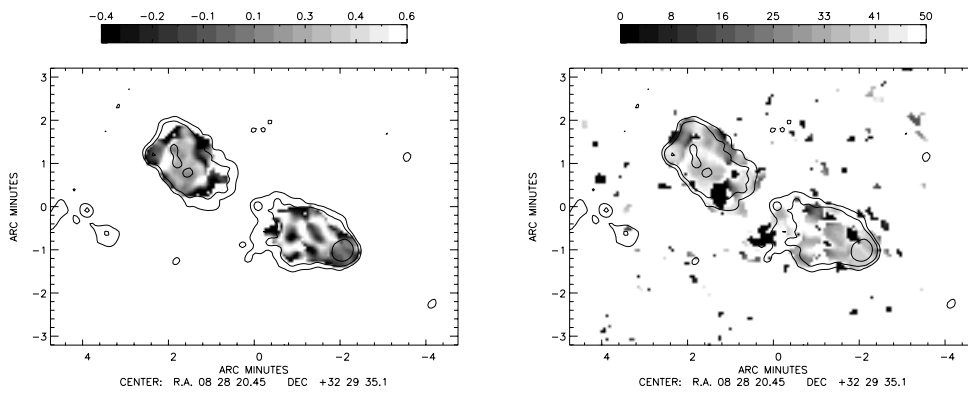 −0.4 −0.2 −0.1 0.1 0.3 0.4 0.6
3
2
1
0
−1
−2
−3
ARC MINUTES
4 2 0 −2 −4
ARC MINUTES
CENTER: R.A. 08 28 20.45 DEC +32 29 35.1
0 8 16 25 33 41 50
3
2
1
0
−1
−2
−3
ARC MINUTES
4 2 0 −2 −4
ARC MINUTES
CENTER: R.A. 08 28 20.45 DEC +32 29 35.1